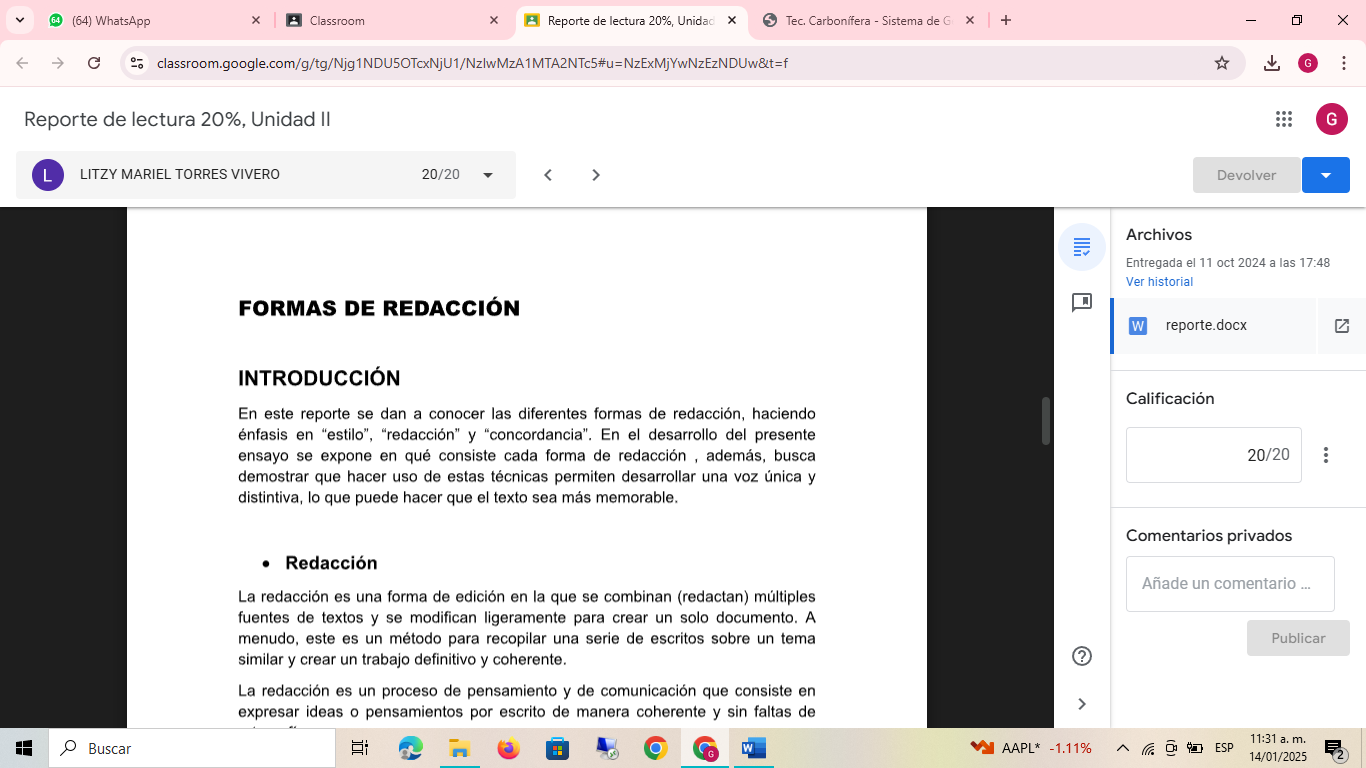 (64) WhatsApp
Classroom
Reporte de lectura 20%, Unidad
Tec. Carbonífera - Sistema de G
classroom.google.com/g/tg/Njg1NDU5OTcxNjU1/NzIwMzA1MTA2NTc5#u=NzExMjYwNzEzNDUw&t=f
G
Reporte de lectura 20%, Unidad II
G
L
LITZY MARIEL TORRES VIVERO
20/20
Devolver
FORMAS DE REDACCIÓN
INTRODUCCIÓN
En este reporte se dan a conocer las diferentes formas de redacción, haciendo
énfasis en “estilo”, “redacción” y “concordancia”. En el desarrollo del presente
ensayo se expone en qué consiste cada forma de redacción , además, busca
demostrar que hacer uso de estas técnicas permiten desarrollar una voz única y
distintiva, lo que puede hacer que el texto sea más memorable.
• Redacción
La redacción es una forma de edición en la que se combinan (redactan) múltiples
fuentes de textos y se modifican ligeramente para crear un solo documento. A
menudo, este es un método para recopilar una serie de escritos sobre un tema
similar y crear un trabajo definitivo y coherente.
La redacción es un proceso de pensamiento y de comunicación que consiste en
expresar ideas o pensamientos por escrito de manera coherente y sin faltas de
Archivos
Entregada el 11 oct 2024 a las 17:48
Ver historial
W
reporte.docx
Calificación
20/20
Comentarios privados
Añade un comentario ...
Publicar
Buscar
AAPL* -1.11%
ESP
11:31 a. m.
14/01/2025
2